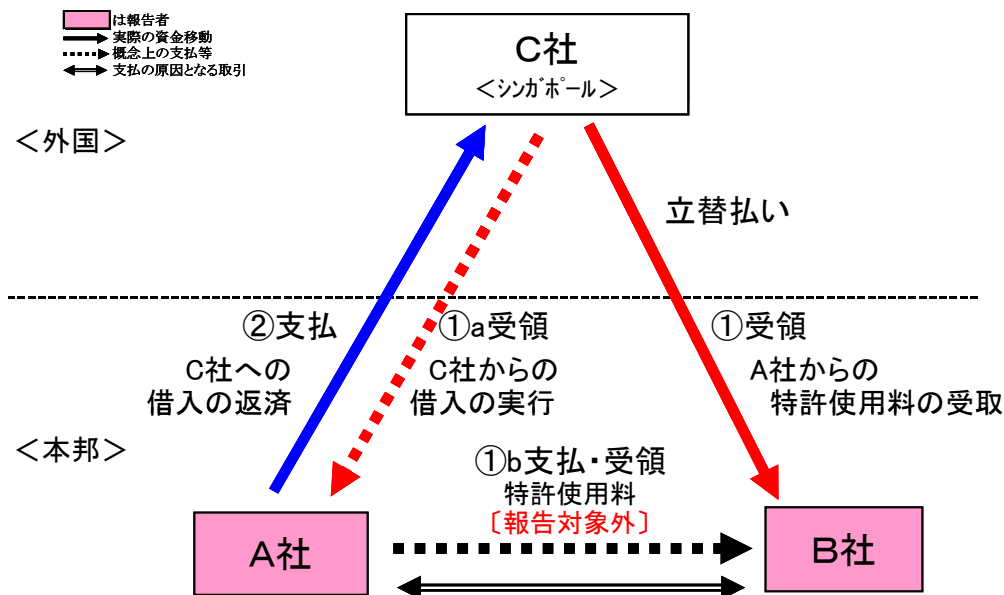 は報告者
実際の資金移動
概念上の支払等
支払の原因となる取引
C社
<シンガポール>
<外国>
立替払い
②支払
C社への
借入の返済
①a受領
C社からの
借入の実行
①受領
A社からの
特許使用料の受取
<本邦>
①b支払・受領
特許使用料
〔報告対象外〕
A社
B社